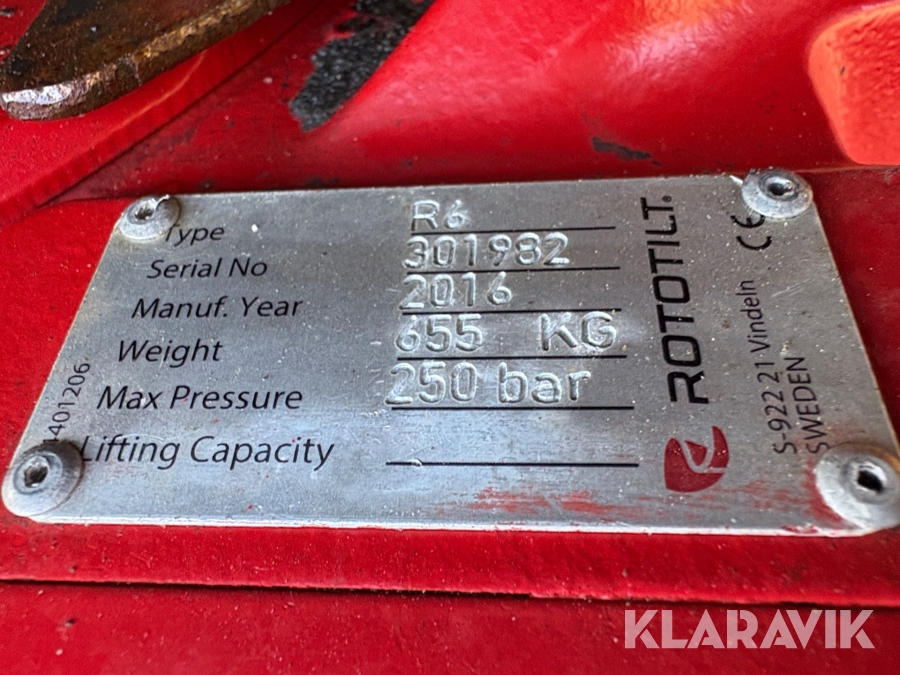 Type R6
Serial No 301982
Manuf. Year 2016
Weight 655 KG
Max Pressure 250 bar
Lifting Capacity
4401206
ROTOTILT®
S-922 21 Vindeln CE
SWEDEN
KLARAVIK